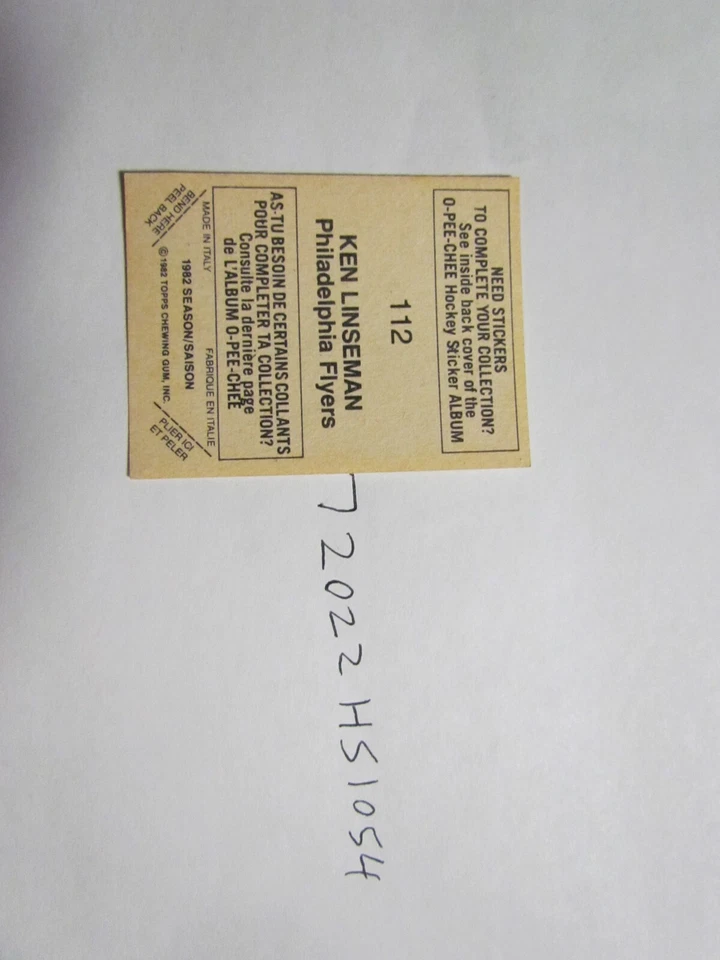 NEED STICKERS
TO COMPLETE YOUR COLLECTION?
See inside back cover of the
O-PEE-CHEE Hockey Sticker ALBUM
112
KEN LINSEMAN
Philadelphia Flyers
AS-TU BESOIN DE CERTAINS COLLANTS
POUR COMPLETER TA COLLECTION?
Consulte la dernière page
de L'ALBUM O-PEE-CHEE
MADE IN ITALY FABRIQUE EN ITALIE
1982 SEASON/SAISON
© 1982 TOPPS CHEWING GUM, INC.
BEND HERE
PEEL BACK
PLIER ICI
ET PELER
72022HS1054